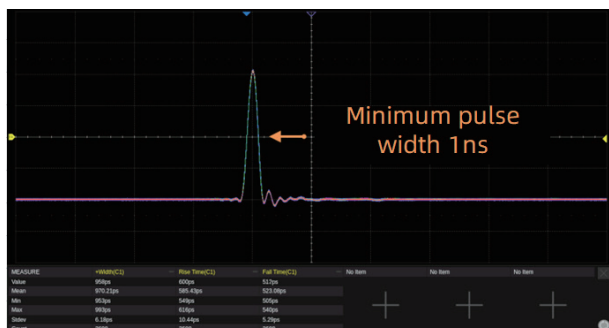 Minimum pulse
width 1ns
MEASURE +Width(C1) Rise Time(C1) Fall Time(C1) No Item No Item No Item
Value 958ps 600ps 517ps
Mean 970.21ps 585.43ps 523.08ps
Min 953ps 549ps 505ps
Max 993ps 616ps 540ps
Stdev 6.18ps 10.44ps 5.29ps